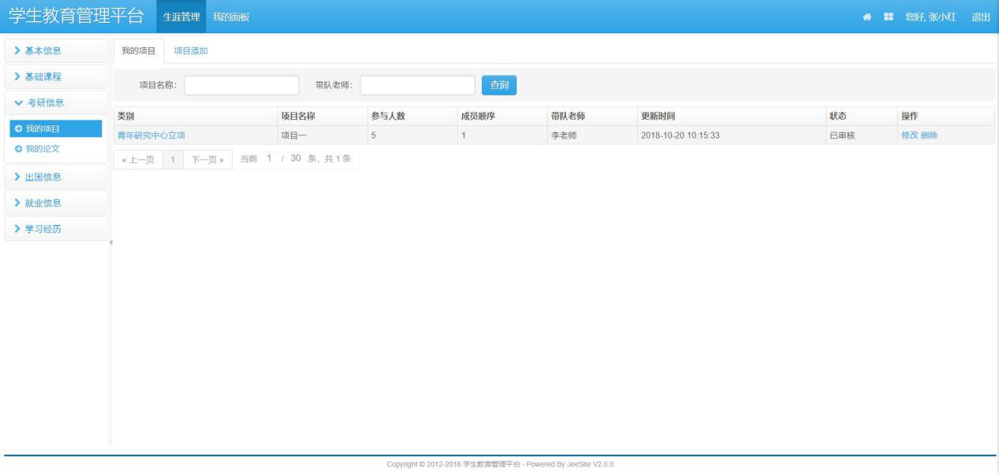 学生教育管理平台 生涯管理 我的面板 您好, 张小红 退出
基本信息
基础课程
考研信息
我的项目
我的论文
出国信息
就业信息
学习经历
我的项目 项目添加
项目名称: 带队老师: 查询
类别 项目名称 参与人数 成员顺序 带队老师 更新时间 状态 操作
青年研究中心立项 项目一 5 1 李老师 2018-10-20 10:15:33 已审核 修改 删除
« 上一页 1 下一页 » 当前 1 / 30 条, 共 1 条
Copyright © 2012-2018 学生教育管理平台 - Powered By JeeSite V2.0.0